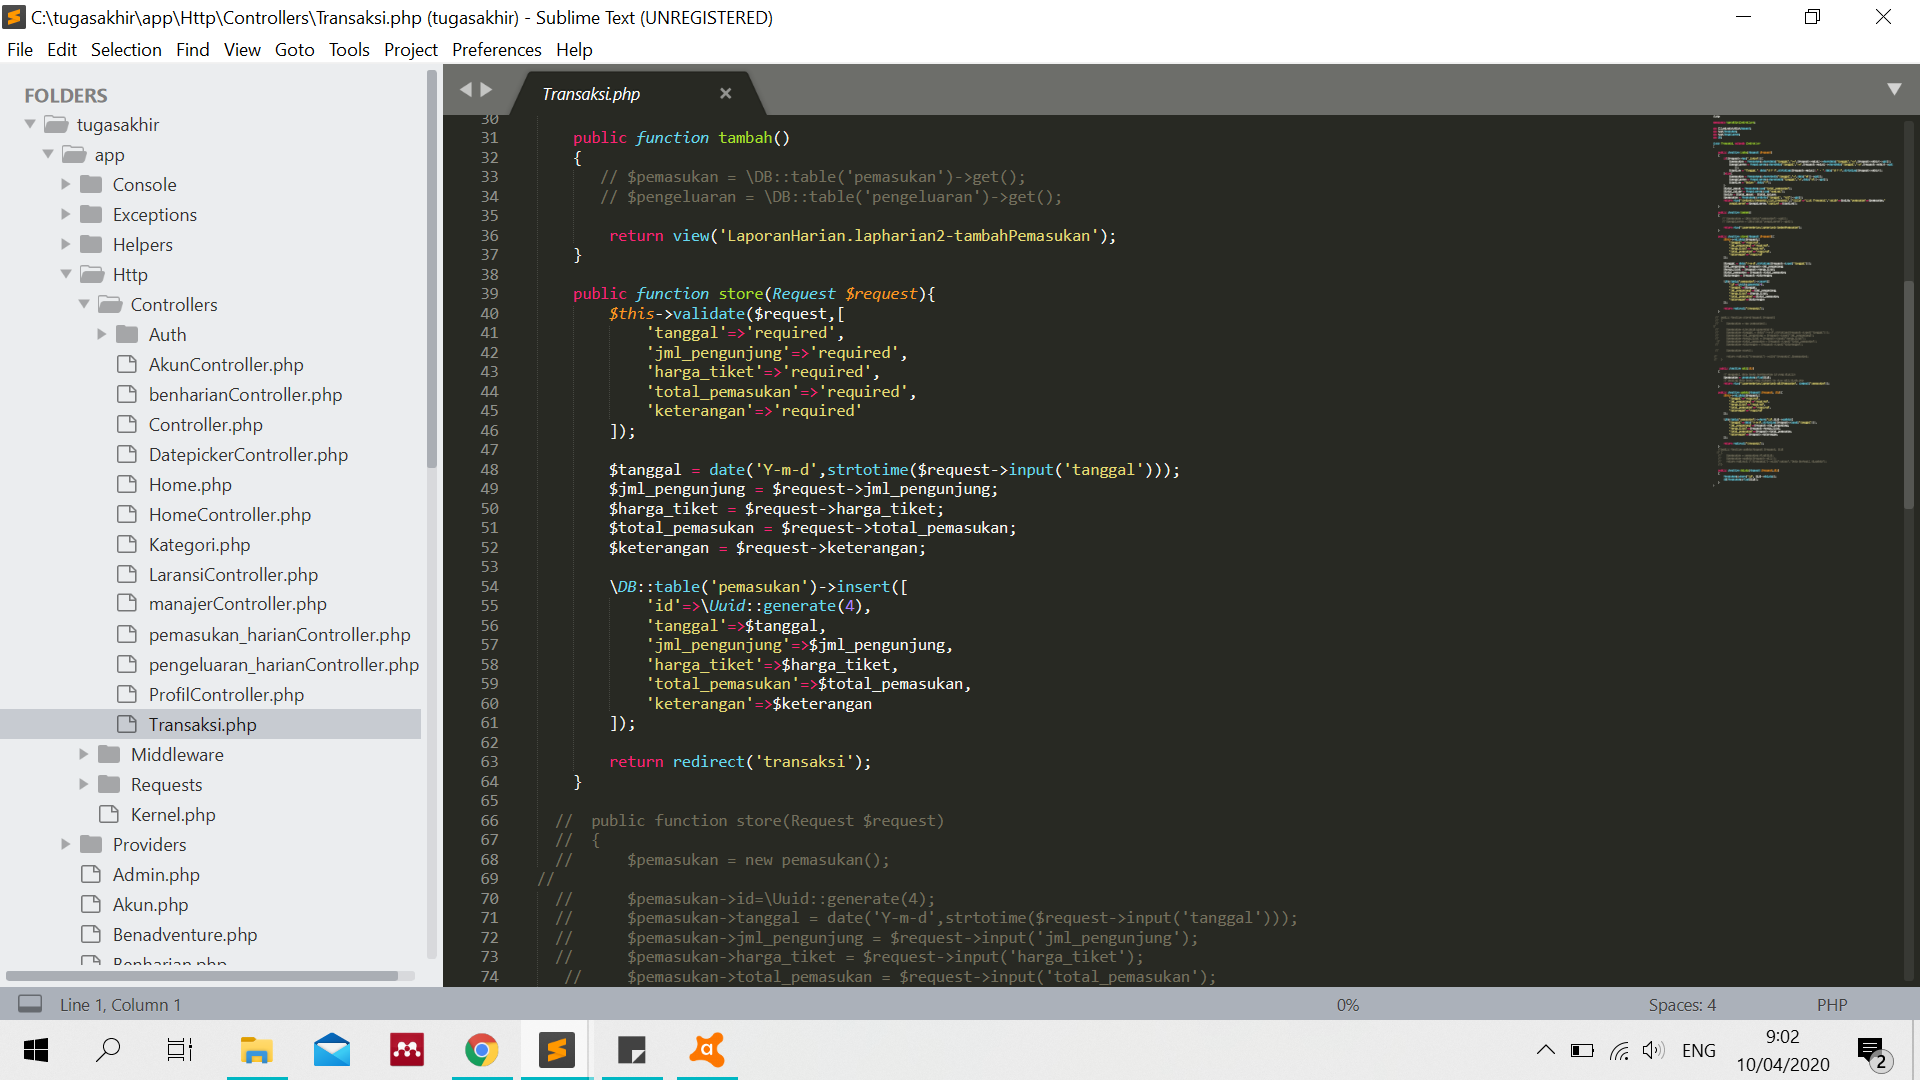 C:\tugasakhir\app\Http\Controllers\Transaksi.php (tugasakhir) - Sublime Text (UNREGISTERED)
File Edit Selection Find View Goto Tools Project Preferences Help
FOLDERS
tugasakhir
app
Console
Exceptions
Helpers
Http
Controllers
Auth
AkunController.php
benharianController.php
Controller.php
DatepickerController.php
Home.php
HomeController.php
Kategori.php
LaransiController.php
manajerController.php
pemasukan_harianController.php
pengeluaran_harianController.php
ProfilController.php
Transaksi.php
Middleware
Requests
Kernel.php
Providers
Admin.php
Akun.php
Benadventure.php
Benharian.php
Transaksi.php
30
31 public function tambah()
32 {
33 // $pemasukan = \DB::table('pemasukan')->get();
34 // $pengeluaran = \DB::table('pengeluaran')->get();
35
36 return view('LaporanHarian.lapharian2-tambahPemasukan');
37 }
38
39 public function store(Request $request){
40 $this->validate($request,[
41 'tanggal'=>'required',
42 'jml_pengunjung'=>'required',
43 'harga_tiket'=>'required',
44 'total_pemasukan'=>'required',
45 'keterangan'=>'required'
46 ]);
47
48 $tanggal = date('Y-m-d',strtotime($request->input('tanggal')));
49 $jml_pengunjung = $request->jml_pengunjung;
50 $harga_tiket = $request->harga_tiket;
51 $total_pemasukan = $request->total_pemasukan;
52 $keterangan = $request->keterangan;
53
54 \DB::table('pemasukan')->insert([
55 'id'=>\Uuid::generate(4),
56 'tanggal'=>$tanggal,
57 'jml_pengunjung'=>$jml_pengunjung,
58 'harga_tiket'=>$harga_tiket,
59 'total_pemasukan'=>$total_pemasukan,
60 'keterangan'=>$keterangan
61 ]);
62
63 return redirect('transaksi');
64 }
65
66 // public function store(Request $request)
67 // {
68 // $pemasukan = new pemasukan();
69 //
70 // $pemasukan->id=\Uuid::generate(4);
71 // $pemasukan->tanggal = date('Y-m-d',strtotime($request->input('tanggal')));
72 // $pemasukan->jml_pengunjung = $request->input('jml_pengunjung');
73 // $pemasukan->harga_tiket = $request->input('harga_tiket');
74 // $pemasukan->total_pemasukan = $request->input('total_pemasukan');
Line 1, Column 1 0% Spaces: 4 PHP
ENG
9:02
10/04/2020
2